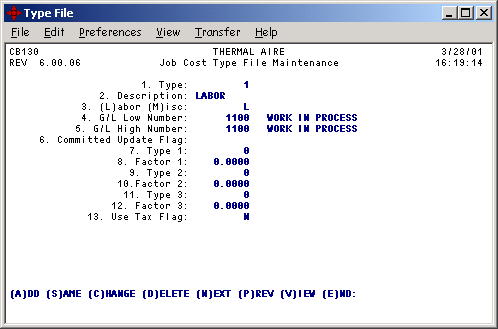 Type File
File Edit Preferences View Transfer Help
CB130 THERMAL AIRE 3/28/01
REV 6.00.06 Job Cost Type File Maintenance 16:19:14
1. Type: 1
2. Description: LABOR
3. (L)abor (M)isc: L
4. G/L Low Number: 1100 WORK IN PROCESS
5. G/L High Number: 1100 WORK IN PROCESS
6. Committed Update Flag:
7. Type 1: 0
8. Factor 1: 0.0000
9. Type 2: 0
10.Factor 2: 0.0000
11. Type 3: 0
12. Factor 3: 0.0000
13. Use Tax Flag: N
(A)DD (S)AME (C)HANGE (D)ELETE (N)EXT (P)REV (V)IEW (E)ND: